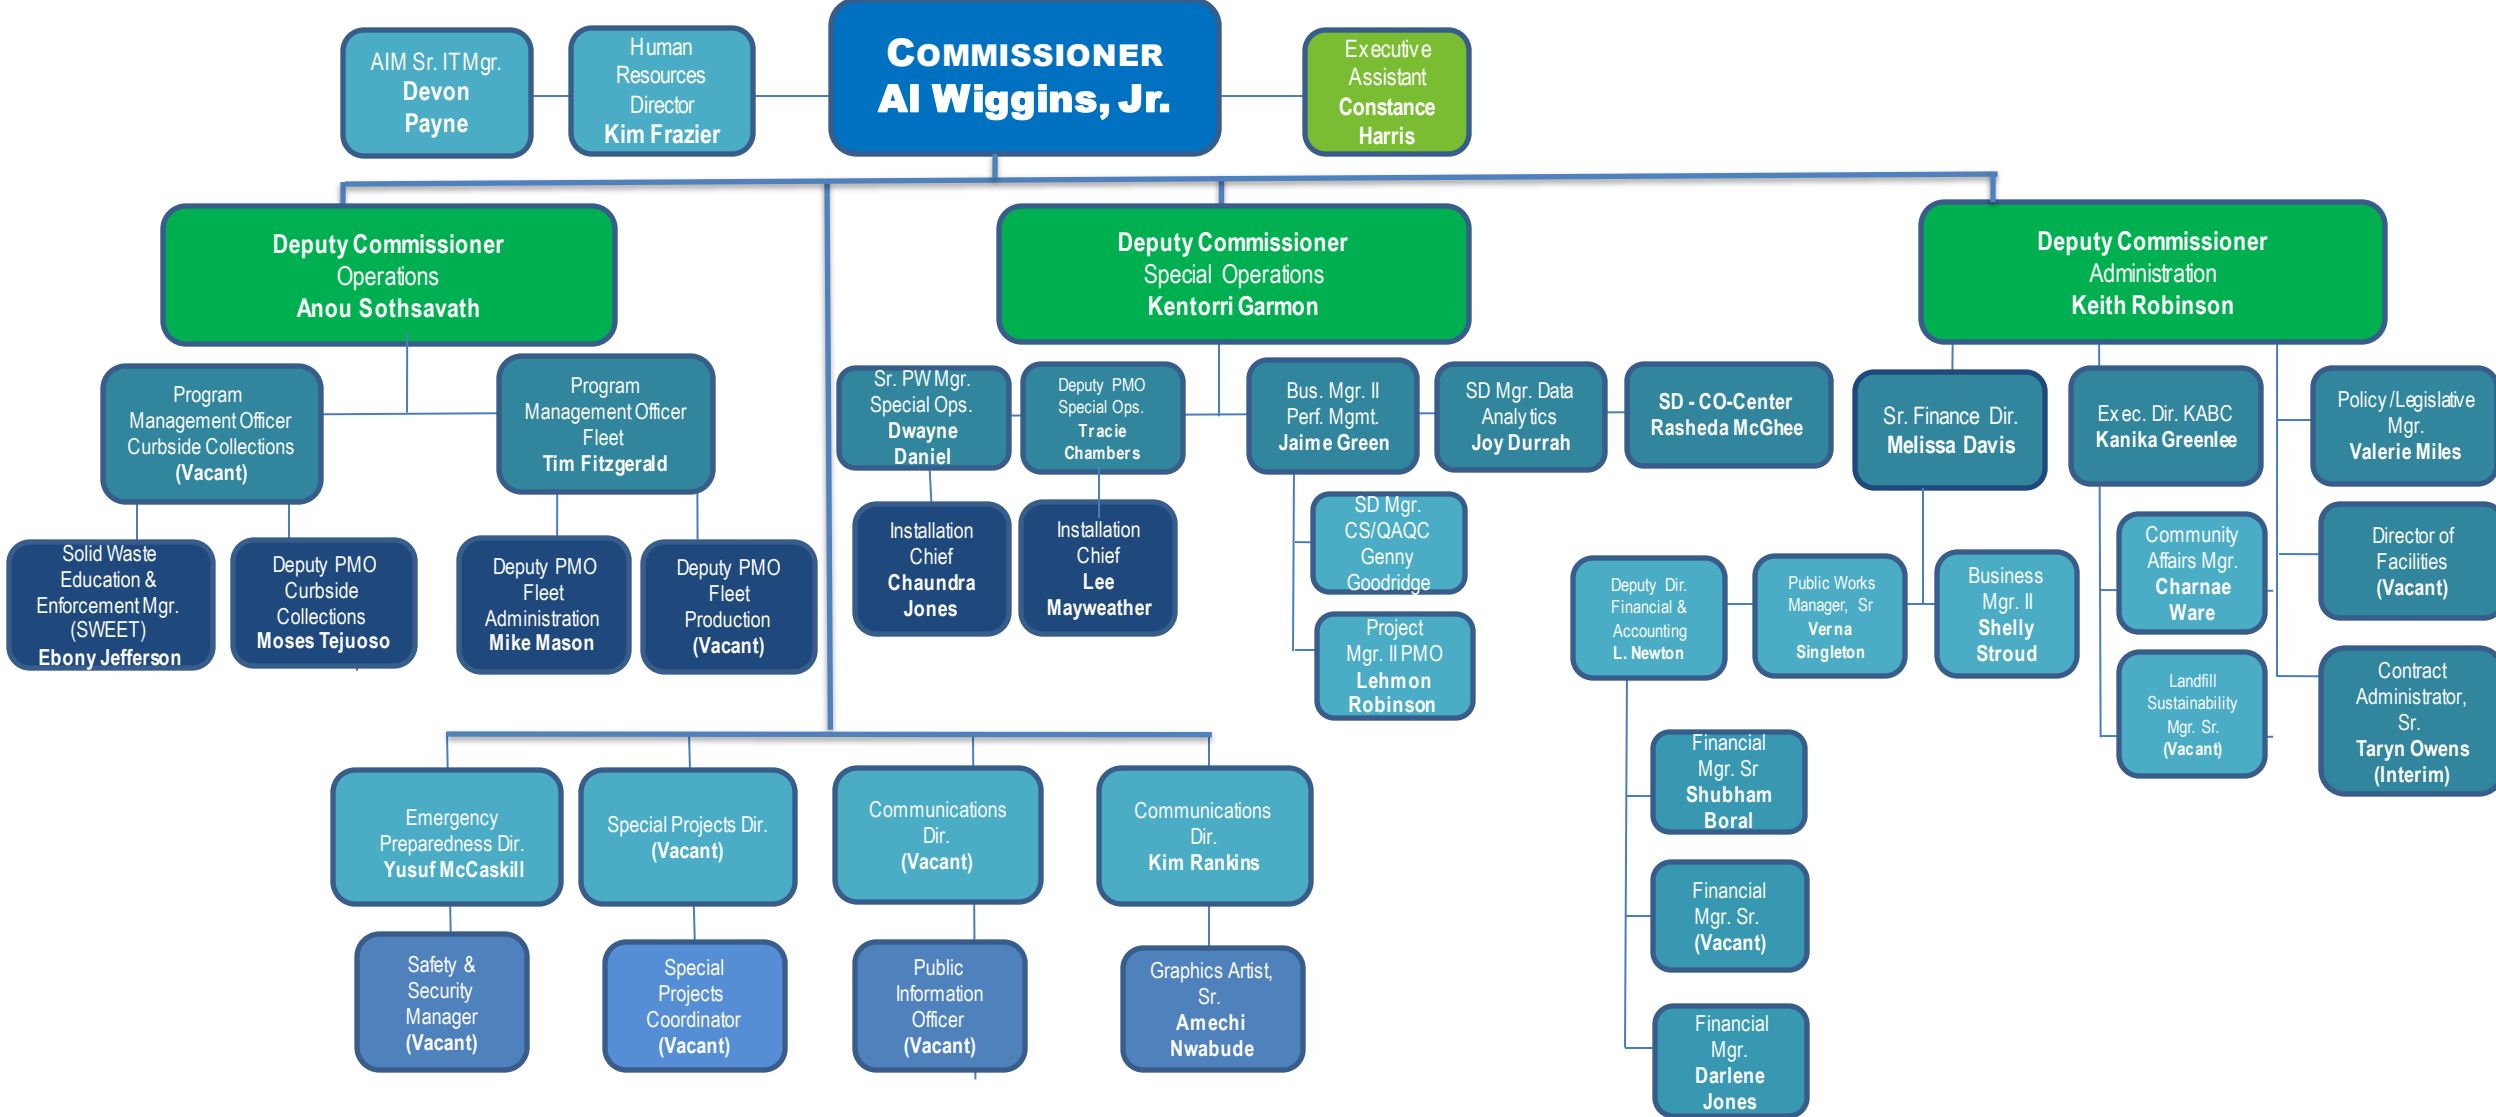 AIM Sr. IT Mgr.
Devon
Payne
Human
Resources
Director
Kim Frazier
COMMISSIONER
Al Wiggins, Jr.
Executive
Assistant
Constance
Harris
Deputy Commissioner
Operations
Anou Sothsavath
Deputy Commissioner
Special Operations
Kentorri Garmon
Deputy Commissioner
Administration
Keith Robinson
Program
Management Officer
Curbside Collections
(Vacant)
Program
Management Officer
Fleet
Tim Fitzgerald
Sr. PW Mgr.
Special Ops.
Dwayne
Daniel
Deputy PMO
Special Ops.
Tracie
Chambers
Bus. Mgr. II
Perf. Mgmt.
Jaime Green
SD Mgr. Data
Analytics
Joy Durrah
SD - CO-Center
Rasheda McGhee
Sr. Finance Dir.
Melissa Davis
Exec. Dir. KABC
Kanika Greenlee
Policy/Legislative
Mgr.
Valerie Miles
Solid Waste
Education &
Enforcement Mgr.
(SWEET)
Ebony Jefferson
Deputy PMO
Curbside
Collections
Moses Tejuoso
Deputy PMO
Fleet
Administration
Mike Mason
Deputy PMO
Fleet
Production
(Vacant)
Installation
Chief
Chaundra
Jones
Installation
Chief
Lee
Mayweather
SD Mgr.
CS/QAQC
Genny
Goodridge
Project
Mgr. II PMO
Lehmon
Robinson
Deputy Dir.
Financial &
Accounting
L. Newton
Public Works
Manager, Sr
Verna
Singleton
Business
Mgr. II
Shelly
Stroud
Community
Affairs Mgr.
Charnae
Ware
Director of
Facilities
(Vacant)
Landfill
Sustainability
Mgr. Sr.
(Vacant)
Contract
Administrator,
Sr.
Taryn Owens
(Interim)
Financial
Mgr. Sr
Shubham
Boral
Financial
Mgr. Sr.
(Vacant)
Financial
Mgr.
Darlene
Jones
Emergency
Preparedness Dir.
Yusuf McCaskill
Special Projects Dir.
(Vacant)
Communications
Dir.
(Vacant)
Communications
Dir.
Kim Rankins
Safety &
Security
Manager
(Vacant)
Special
Projects
Coordinator
(Vacant)
Public
Information
Officer
(Vacant)
Graphics Artist,
Sr.
Amechi
Nwabude